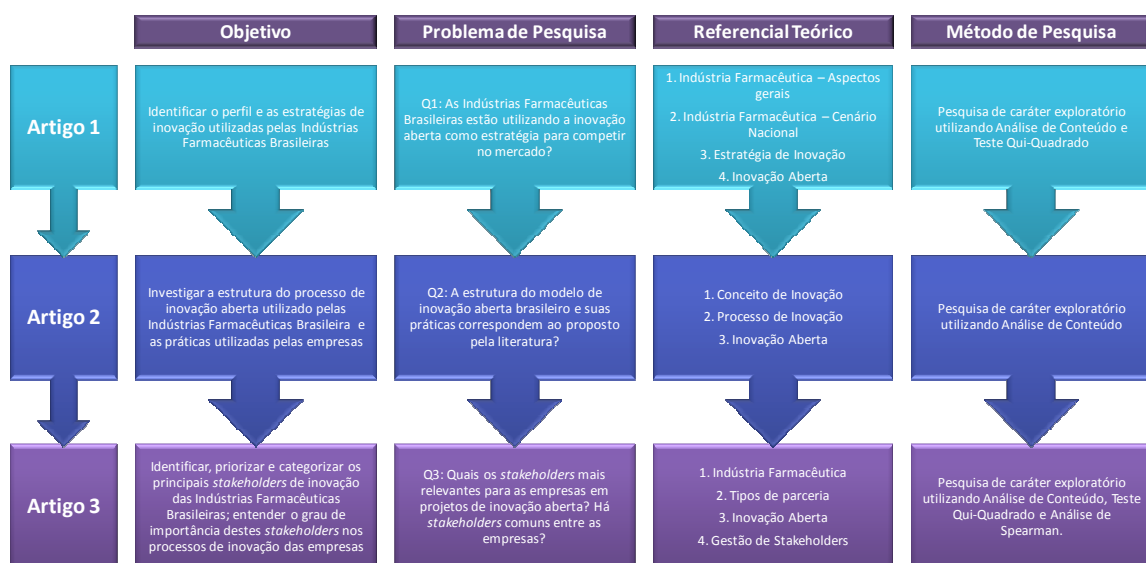 Objetivo
Problema de Pesquisa
Referencial Teórico
Método de Pesquisa
Artigo 1
Identificar o perfil e as estratégias de
inovação utilizadas pelas Indústrias
Farmacêuticas Brasileiras
Q1: As Indústrias Farmacêuticas
Brasileiras estão utilizando a inovação
aberta como estratégia para competir
no mercado?
1. Indústria Farmacêutica – Aspectos
gerais
2. Indústria Farmacêutica – Cenário
Nacional
3. Estratégia de Inovação
4. Inovação Aberta
Pesquisa de caráter exploratório
utilizando Análise de Conteúdo e
Teste Qui-Quadrado
Artigo 2
Investigar a estrutura do processo de
inovação aberta utilizado pelas
Indústrias Farmacêuticas Brasileira e
as práticas utilizadas pelas empresas
Q2: A estrutura do modelo de
inovação aberta brasileiro e suas
práticas correspondem ao proposto
pela literatura?
1. Conceito de Inovação
2. Processo de Inovação
3. Inovação Aberta
Pesquisa de caráter exploratório
utilizando Análise de Conteúdo
Artigo 3
Identificar, priorizar e categorizar os
principais stakeholders de inovação
das Indústrias Farmacêuticas
Brasileiras; entender o grau de
importância destes stakeholders nos
processos de inovação das empresas
Q3: Quais os stakeholders mais
relevantes para as empresas em
projetos de inovação aberta? Há
stakeholders comuns entre as
empresas?
1. Indústria Farmacêutica
2. Tipos de parceria
3. Inovação Aberta
4. Gestão de Stakeholders
Pesquisa de caráter exploratório
utilizando Análise de Conteúdo, Teste
Qui-Quadrado e Análise de
Spearman.